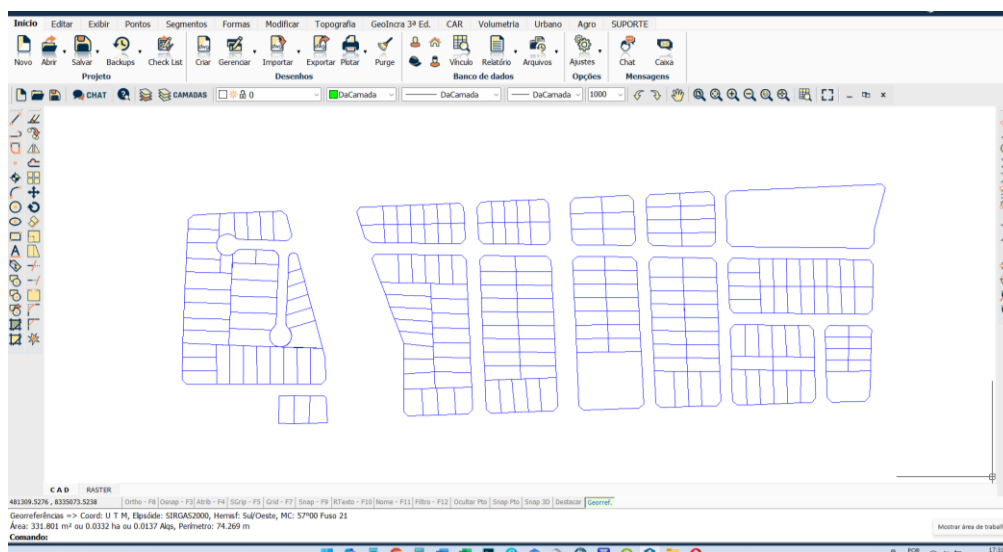 Início Editar Exibir Pontos Segmentos Formas Modificar Topografia GeoIncra 3ª Ed. CAR Volumetria Urbano Agro SUPORTE
Novo Abrir Salvar Backups Check List Criar Gerenciar Importar Exportar Plotar Purge Vínculo Relatório Arquivos Ajustes Chat Caixa
Projeto Desenhos Banco de dados Opções Mensagens
CHAT CAMADAS 0 DaCamada DaCamada DaCamada 1000
CAD RASTER
481309.5276 , 8335073.5238 Ortho - F8 Osnap - F3 Atrib - F4 SGrip - F5 Grid - F7 Snap - F9 RTexto - F10 Nome - F11 Filtro - F12 Ocultar Pto Snap Pto Snap 3D Destacar Georref.
Georreferências => Coord: U T M, Elpsóide: SIRGAS2000, Hemisf: Sul/Oeste, MC: 57º00 Fuso 21
Área: 331.801 m² ou 0.0332 ha ou 0.0137 Alqs, Perímetro: 74.269 m
Mostrar área de trabalh
Comando:
POR